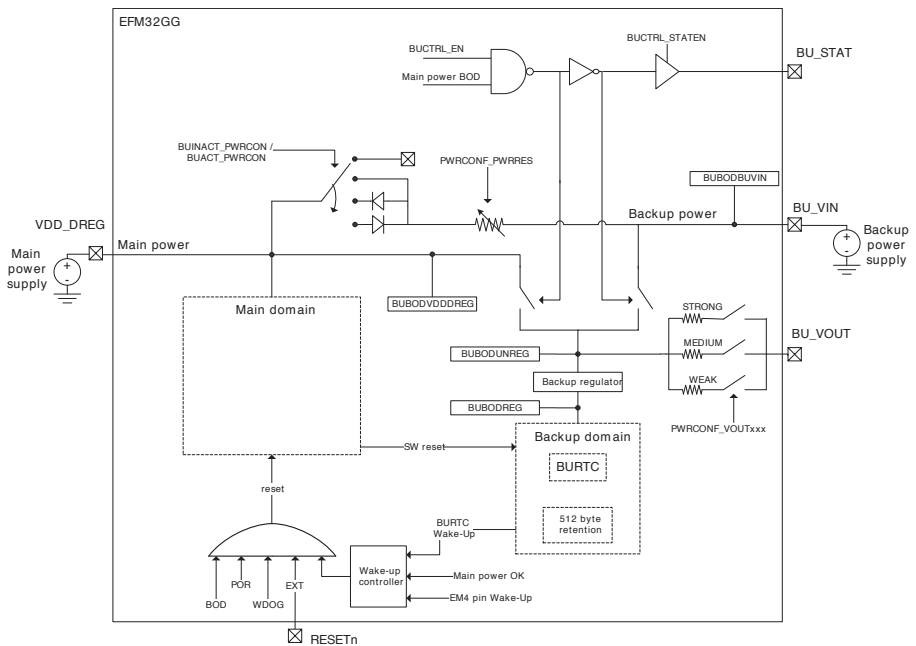 EFM32GG
BUCTRL_EN
Main power BOD
BUCTRL_STATEN
BU_STAT
BUINACT_PWRCON /
BUACT_PWRCON
PWRCONF_PWRRES
BUBODBUVIN
VDD_DREG
Main power
Backup power
BU_VIN
Main
power
supply
+
-
+
-
Backup
power
supply
BUBODVDDDREG
Main domain
STRONG
MEDIUM
WEAK
BU_VOUT
PWRCONF_VOUTxxx
BUBODUNREG
Backup regulator
BUBODREG
SW reset
Backup domain
BURTC
512 byte
retention
reset
BURTC
Wake-Up
Wake-up
controller
Main power OK
EM4 pin Wake-Up
BOD
POR
WDOG
EXT
RESETn